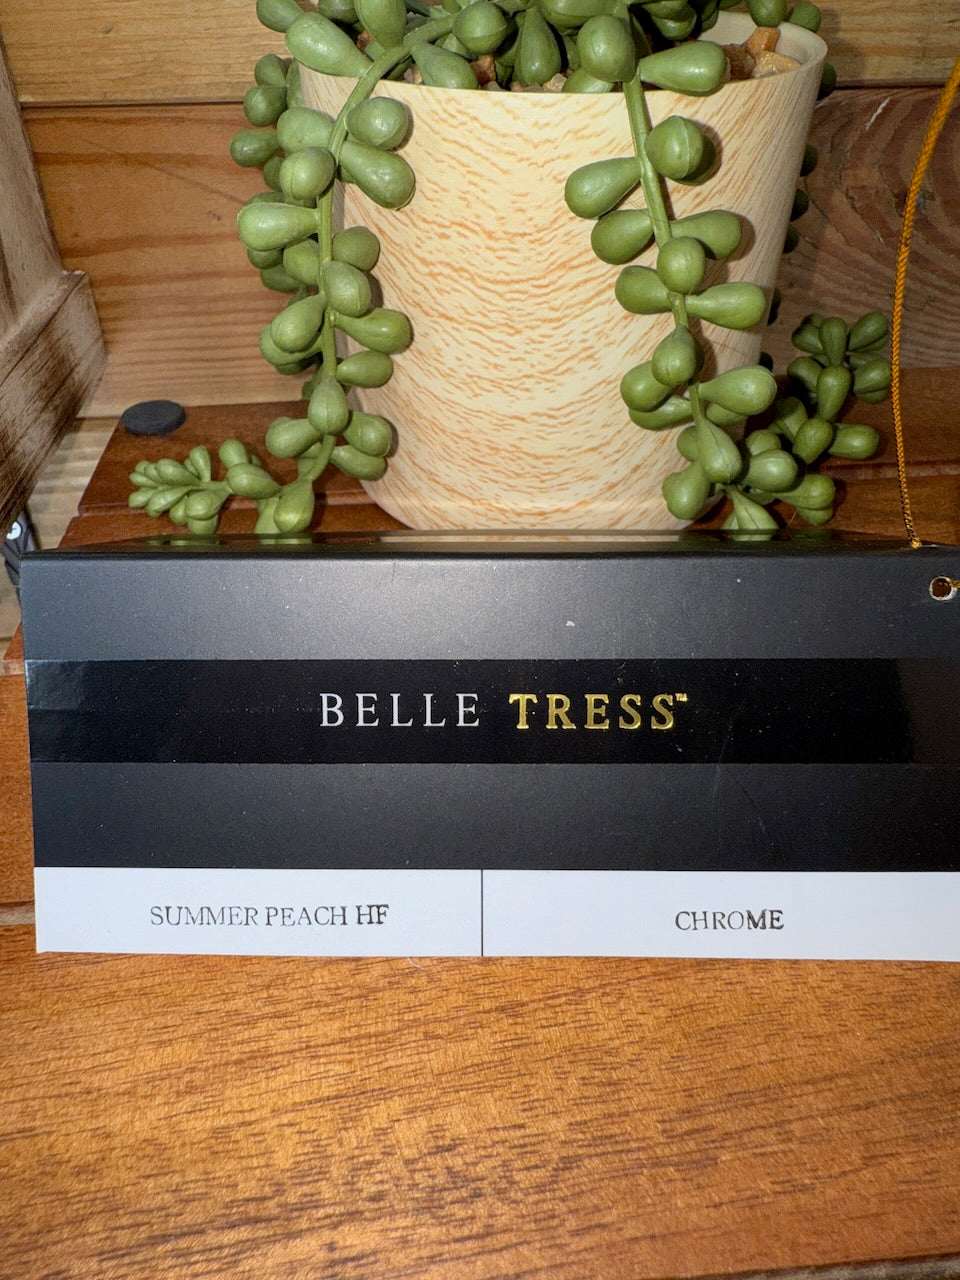 BELLE TRESS™
SUMMER PEACH HF
CHROME